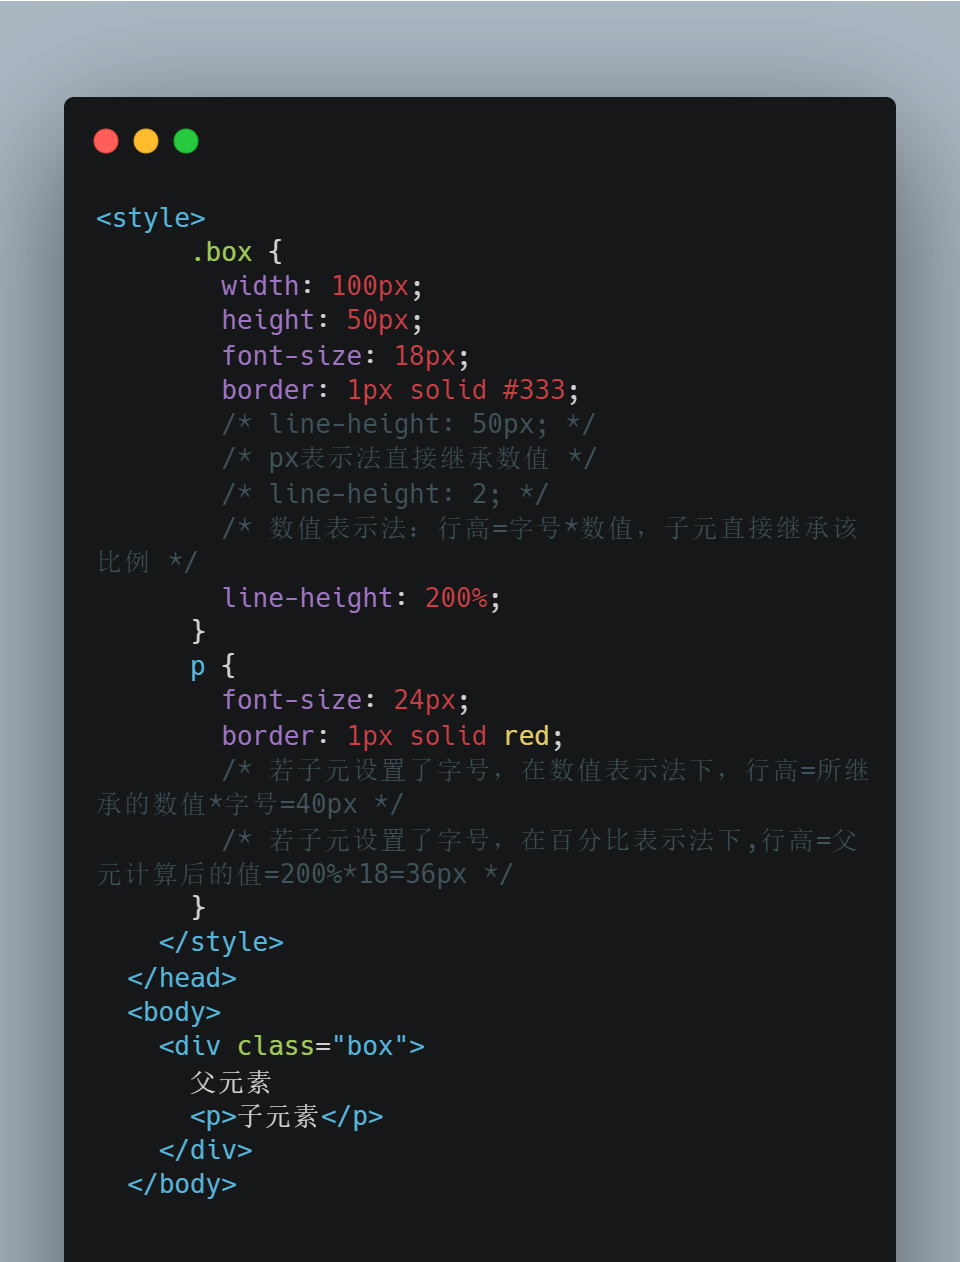 <style>
.box {
width: 100px;
height: 50px;
font-size: 18px;
border: 1px solid #333;
/* line-height: 50px; */
/* px表示法直接继承数值 */
/* line-height: 2; */
/* 数值表示法：行高=字号*数值，子元直接继承该
比例 */
line-height: 200%;
}
p {
font-size: 24px;
border: 1px solid red;
/* 若子元设置了字号，在数值表示法下，行高=所继
承的数值*字号=40px */
/* 若子元设置了字号，在百分比表示法下,行高=父
元计算后的值=200%*18=36px */
}
</style>
</head>
<body>
<div class="box">
父元素
<p>子元素</p>
</div>
</body>